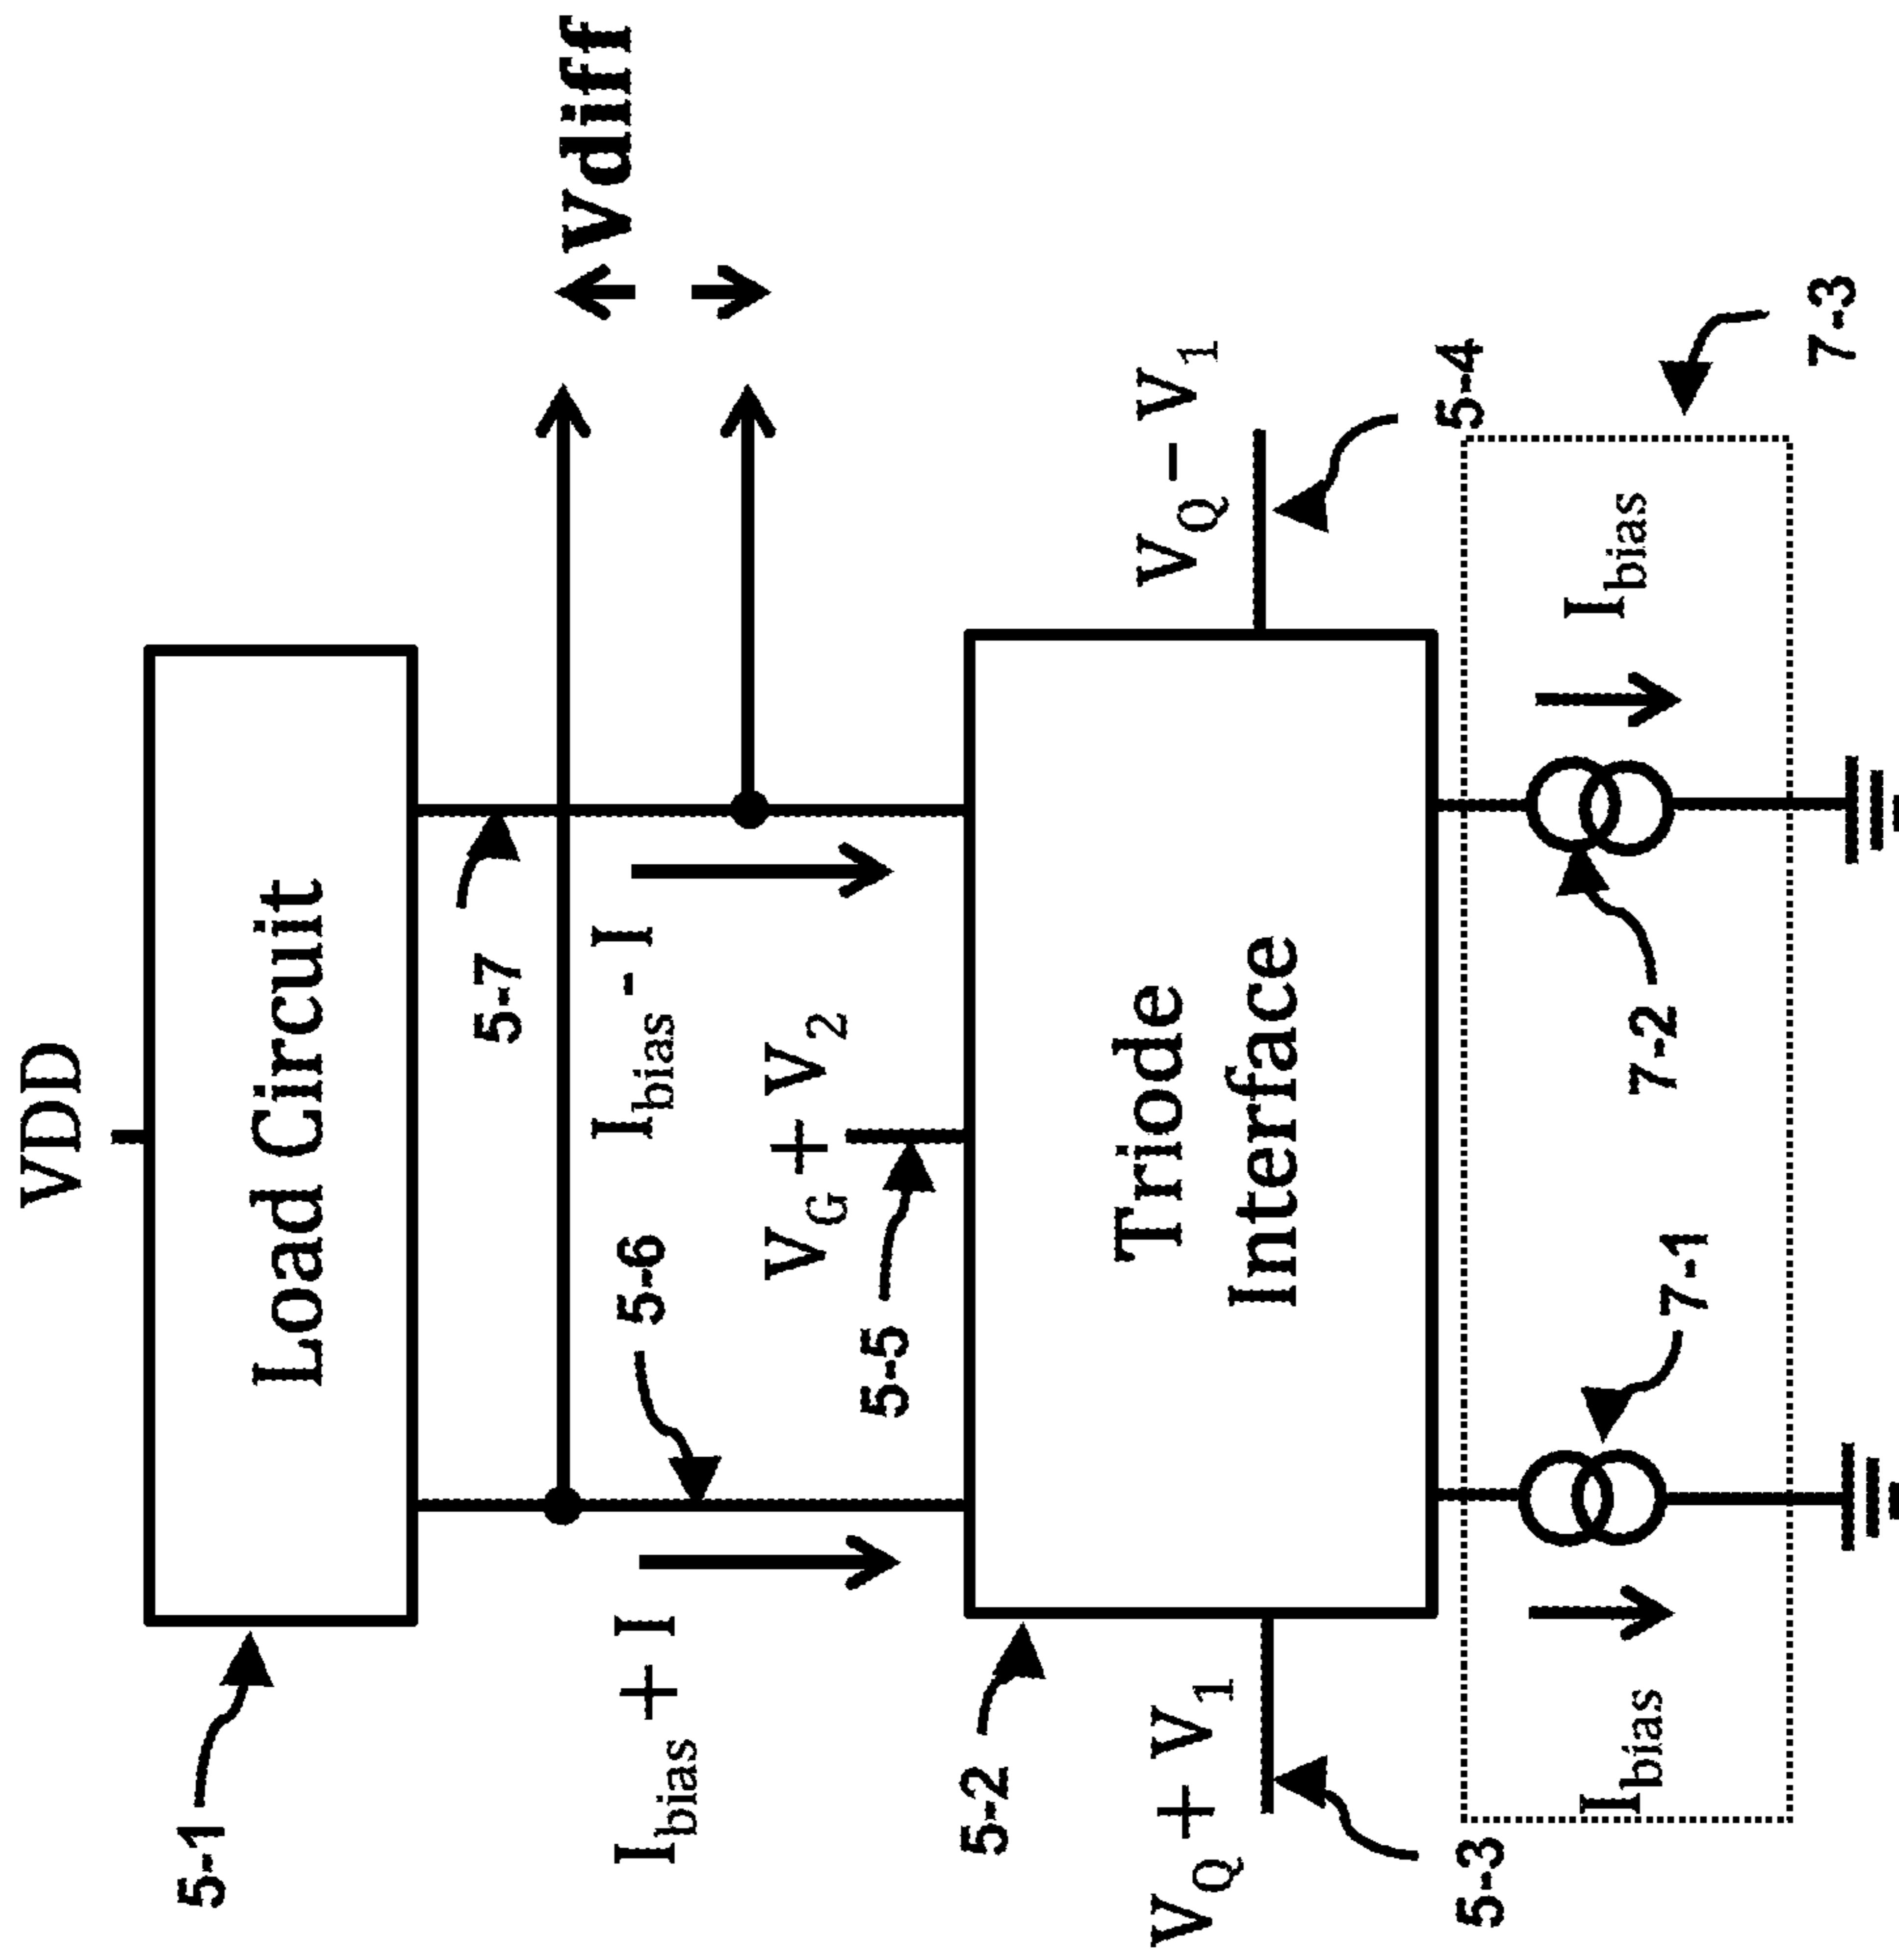 VDD
5-1
Load Circuit
5-7
Vdiff
I_bias + I
5-6
I_bias - I
V_G + V_2
5-5
5-2
Triode
Interface
V_Q + V_1
V_Q - V_1
5-3
5-4
I_bias
7-1
7-2
I_bias
7-3